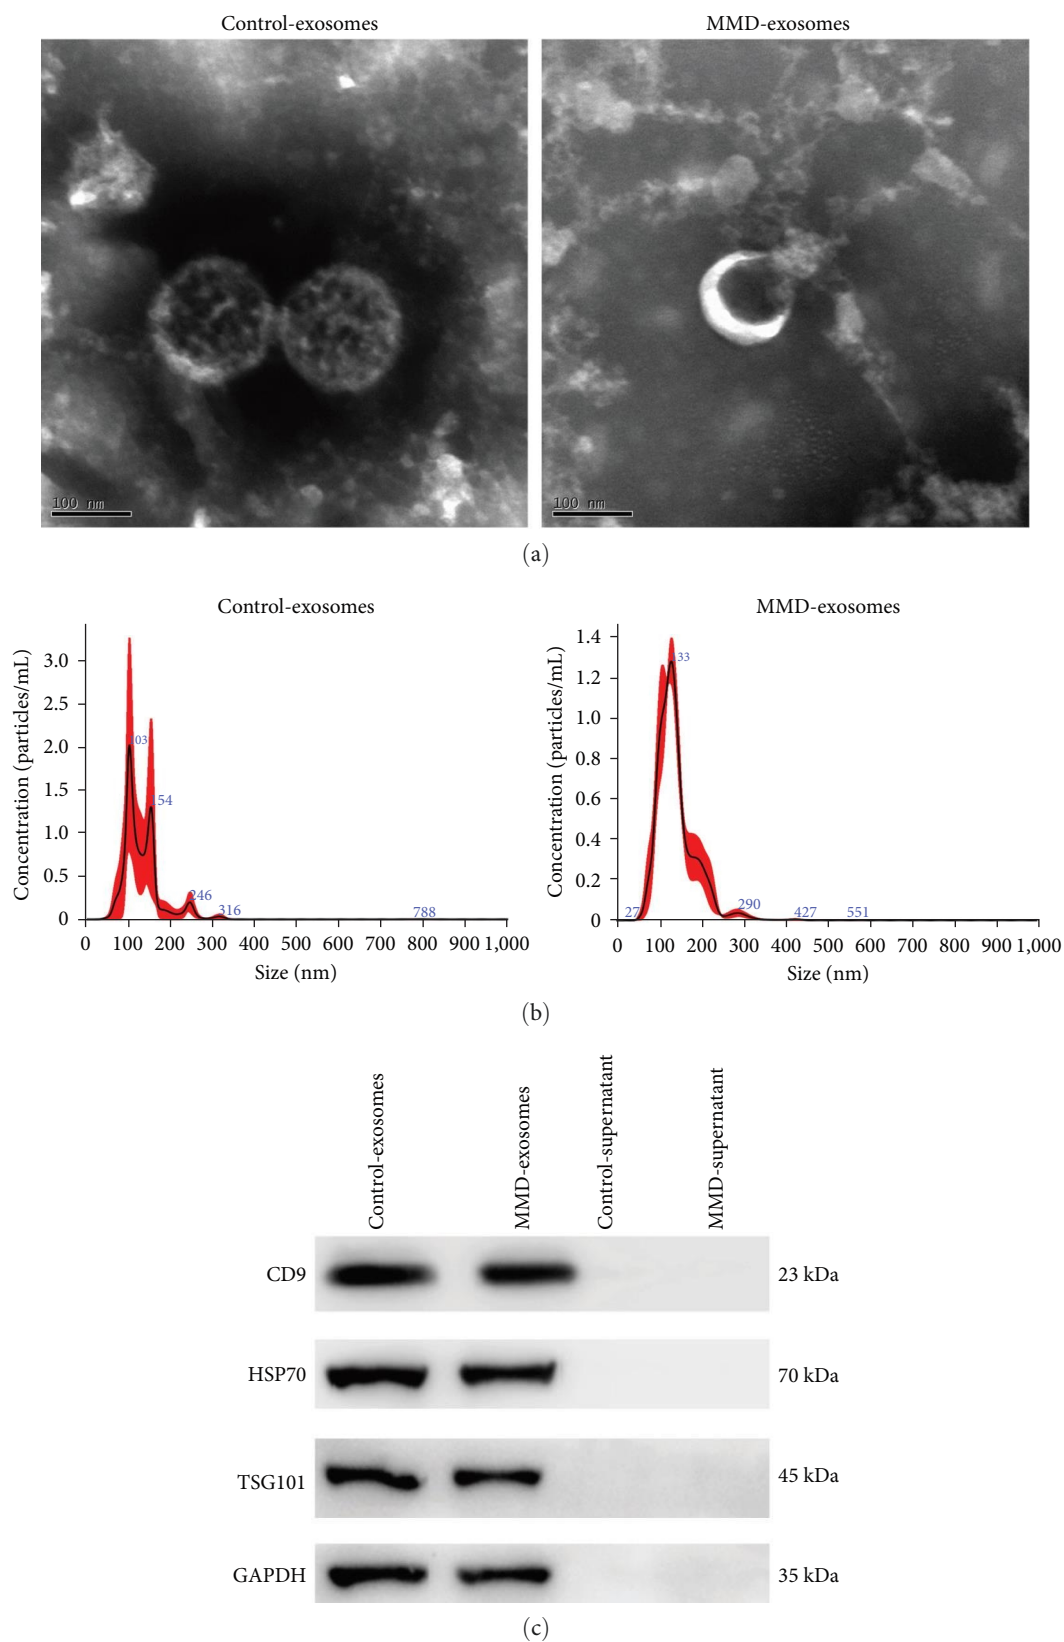 Control-exosomes
MMD-exosomes
100 nm
100 nm
(a)
Control-exosomes
MMD-exosomes
Concentration (particles/mL)
3.0
2.5
2.0
1.5
1.0
0.5
0
03
54
246
316
788
0 100 200 300 400 500 600 700 800 900 1,000
Size (nm)
Concentration (particles/mL)
1.4
1.2
1.0
0.8
0.6
0.4
0.2
0
33
27
290
427
551
0 100 200 300 400 500 600 700 800 900 1,000
Size (nm)
(b)
Control-exosomes
MMD-exosomes
Control-supernatant
MMD-supernatant
CD9
23 kDa
HSP70
70 kDa
TSG101
45 kDa
GAPDH
35 kDa
(c)